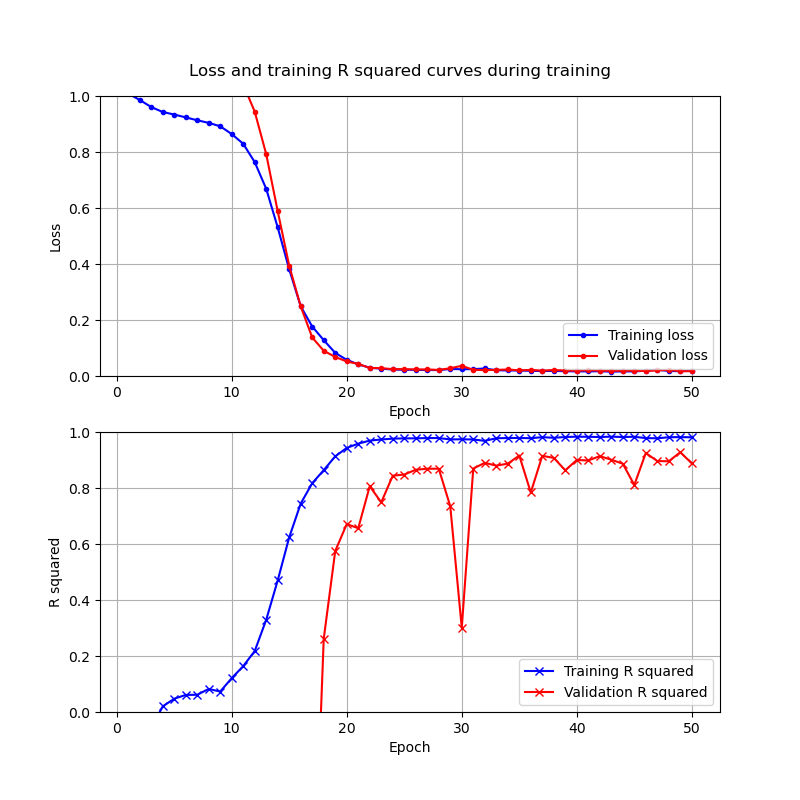 Loss and training R squared curves during training
1.0
0.8
0.6
0.4
0.2
0.0
Loss
Training loss
Validation loss
0 10 20 30 40 50
Epoch
1.0
0.8
0.6
0.4
0.2
0.0
R squared
Training R squared
Validation R squared
0 10 20 30 40 50
Epoch